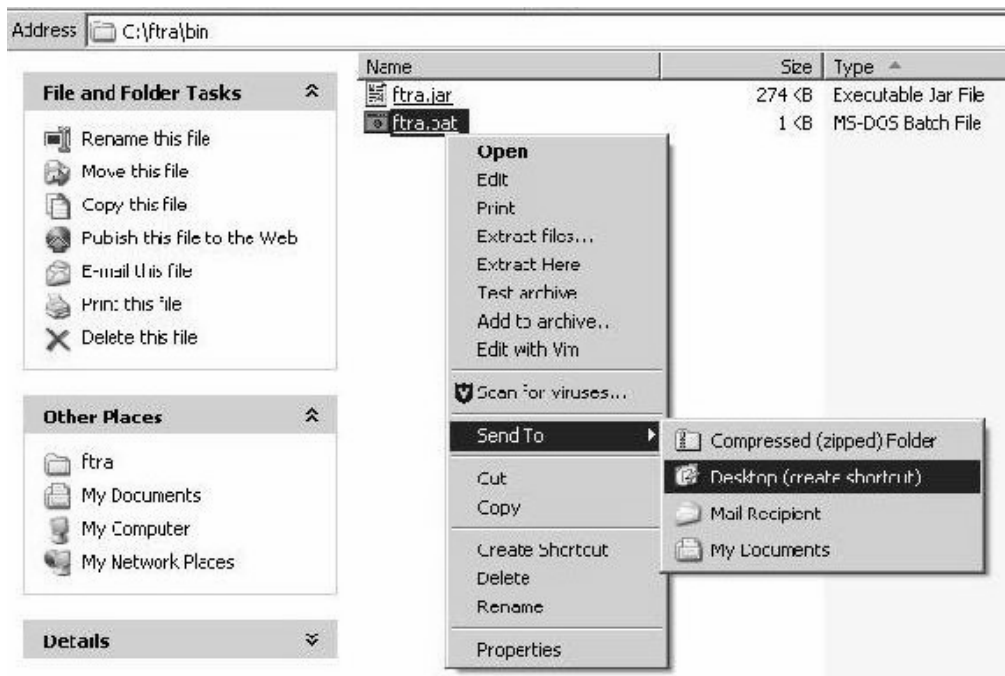 Address C:\ftra\bin
Name Size Type
ftra.jar 274 KB Executable Jar File
ftra.bat 1 KB MS-DOS Batch File
File and Folder Tasks
Rename this file
Move this file
Copy this file
Publish this file to the Web
E-mail this file
Print this file
Delete this file
Other Places
ftra
My Documents
My Computer
My Network Places
Details
Open
Edit
Print
Extract files...
Extract Here
Test archive
Add to archive...
Edit with Vim
Scan for viruses...
Send To
Cut
Copy
Create Shortcut
Delete
Rename
Properties
Compressed (zipped) Folder
Desktop (create shortcut)
Mail Recipient
My Documents